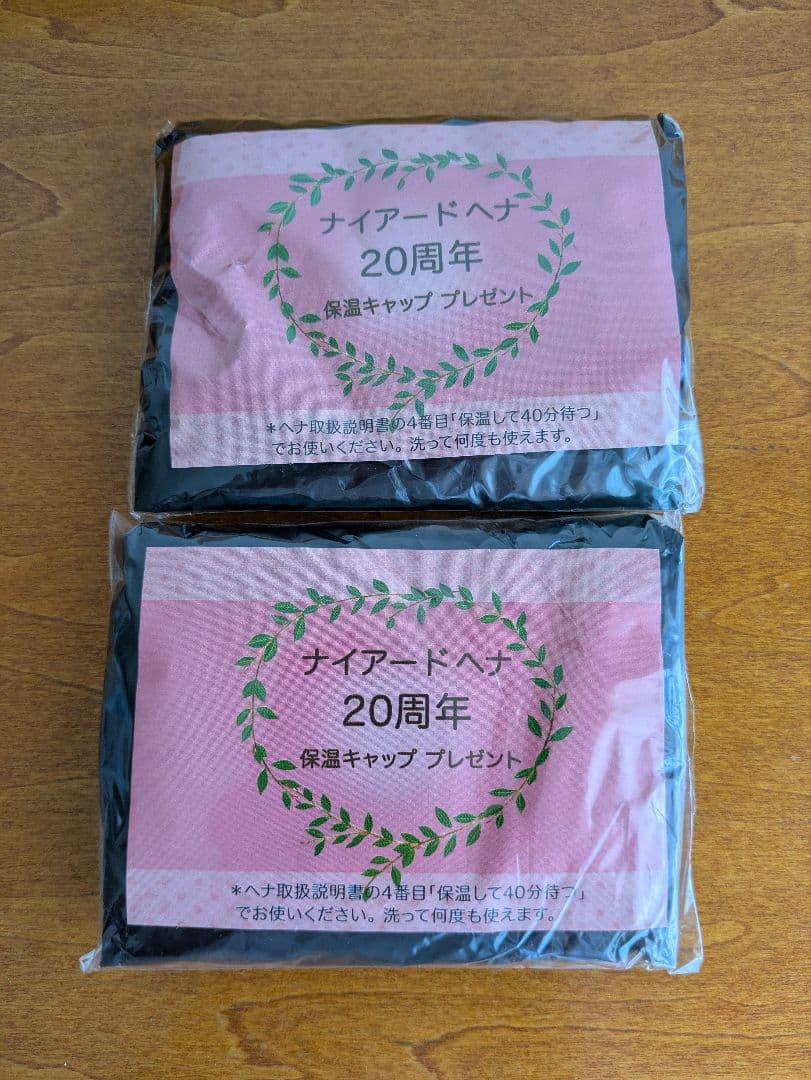 ナイアード ヘナ
20周年
保温キャップ プレゼント
＊ヘナ取扱説明書の4番目「保温して40分待つ」
でお使いください。洗って何度も使えます。
ナイアード ヘナ
20周年
保温キャップ プレゼント
＊ヘナ取扱説明書の4番目「保温して40分待つ」
でお使いください。洗って何度も使えます。